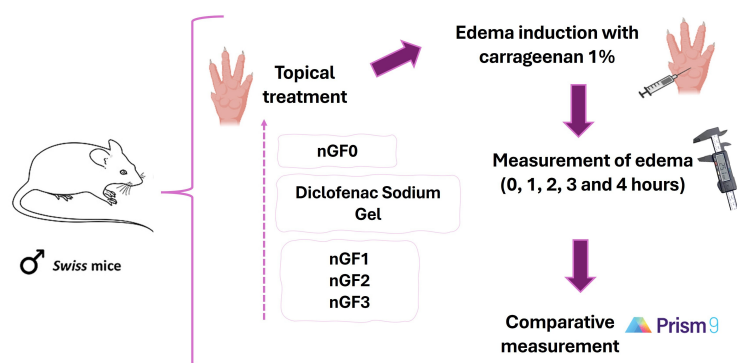 Topical
treatment
nGF0
Diclofenac Sodium
Gel
nGF1
nGF2
nGF3
♂ Swiss mice
Edema induction with
carrageenan 1%
Measurement of edema
(0, 1, 2, 3 and 4 hours)
Comparative
measurement
Prism 9